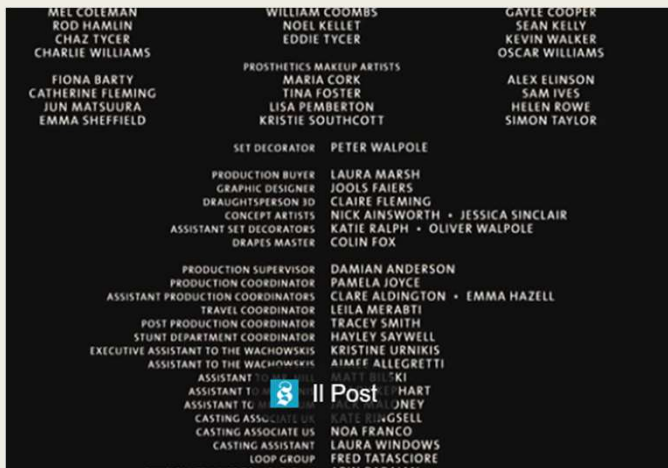 MEL COLEMAN WILLIAM COOMBS GAYLE COOPER
ROD HAMLIN NOEL KELLET SEAN KELLY
CHAZ TYCER EDDIE TYCER KEVIN WALKER
CHARLIE WILLIAMS OSCAR WILLIAMS
PROSTHETICS MAKEUP ARTISTS
FIONA BARTY MARIA CORK ALEX ELINSON
CATHERINE FLEMING TINA FOSTER SAM IVES
JUN MATSUURA LISA PEMBERTON HELEN ROWE
EMMA SHEFFIELD KRISTIE SOUTHCOTT SIMON TAYLOR
SET DECORATOR PETER WALPOLE
PRODUCTION BUYER LAURA MARSH
GRAPHIC DESIGNER JOOLS FAIERS
DRAUGHTSPERSON 3D CLAIRE FLEMING
CONCEPT ARTISTS NICK AINSWORTH • JESSICA SINCLAIR
ASSISTANT SET DECORATORS KATIE RALPH • OLIVER WALPOLE
DRAPES MASTER COLIN FOX
PRODUCTION SUPERVISOR DAMIAN ANDERSON
PRODUCTION COORDINATOR PAMELA JOYCE
ASSISTANT PRODUCTION COORDINATORS CLARE ALDINGTON • EMMA HAZELL
TRAVEL COORDINATOR LEILA MERABTI
POST PRODUCTION COORDINATOR TRACEY SMITH
STUNT DEPARTMENT COORDINATOR HAYLEY SAYWELL
EXECUTIVE ASSISTANT TO THE WACHOWSKIS KRISTINE URNIKIS
ASSISTANT TO THE WACHOWSKIS AIMEE ALLEGRETTI
ASSISTANT TO MATT BILSKI
ASSISTANT
Il Post
ASSISTANT TO JACK MALONEY
CASTING ASSOCIATE UK KATE RINGSELL
CASTING ASSOCIATE US NOA FRANCO
CASTING ASSISTANT LAURA WINDOWS
LOOP GROUP FRED TATASCIORE